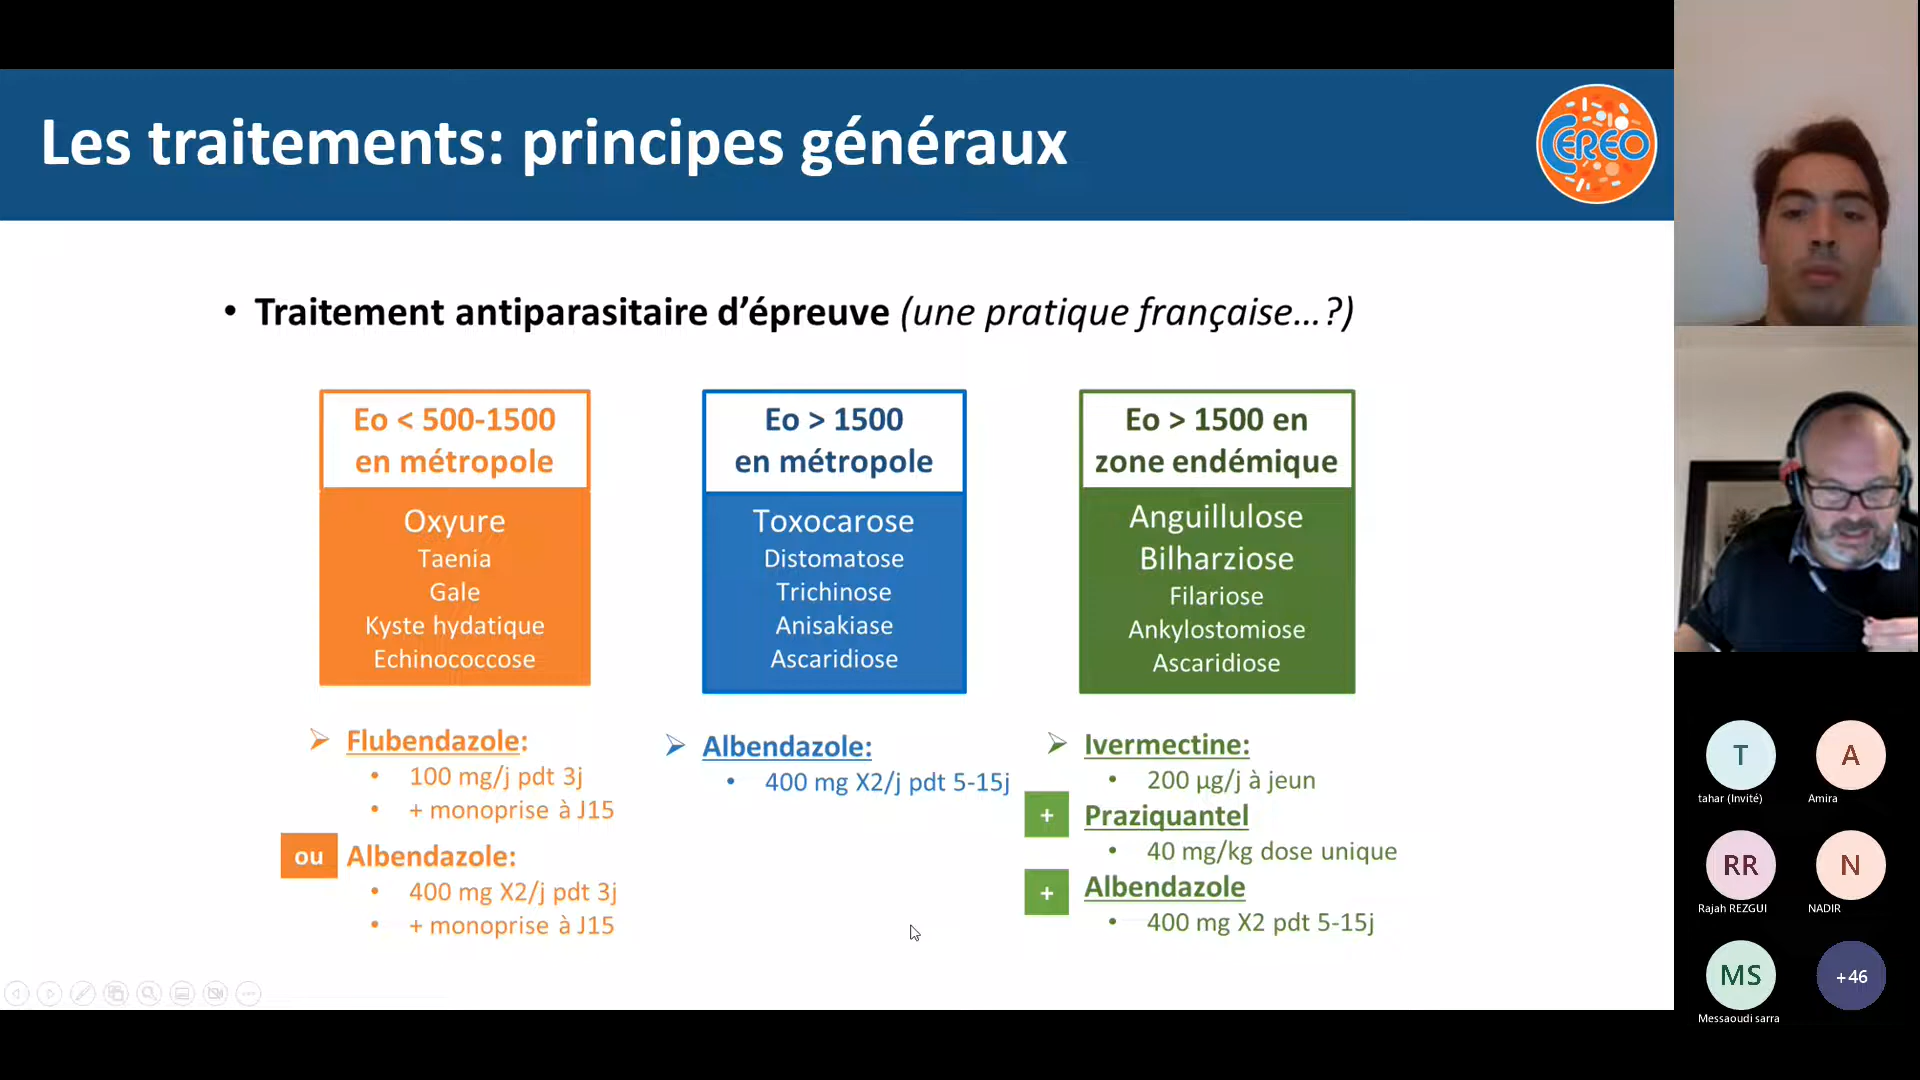 Les traitements: principes généraux
CEREO
• Traitement antiparasitaire d’épreuve (une pratique française…?)
Eo < 500-1500
en métropole
Oxyure
Taenia
Gale
Kyste hydatique
Echinococcose
➢ Flubendazole:
• 100 mg/j pdt 3j
• + monoprise à J15
ou Albendazole:
• 400 mg X2/j pdt 3j
• + monoprise à J15
Eo > 1500
en métropole
Toxocarose
Distomatose
Trichinose
Anisakiase
Ascaridiose
➢ Albendazole:
• 400 mg X2/j pdt 5-15j
Eo > 1500 en
zone endémique
Anguillulose
Bilharziose
Filariose
Ankylostomiose
Ascaridiose
➢ Ivermectine:
• 200 µg/j à jeun
+ Praziquantel
• 40 mg/kg dose unique
+ Albendazole
• 400 mg X2 pdt 5-15j
T
tahar (Invité)
A
Amira
RR
Rajah REZGUI
N
NADIR
MS
Messaoudi sarra
+46